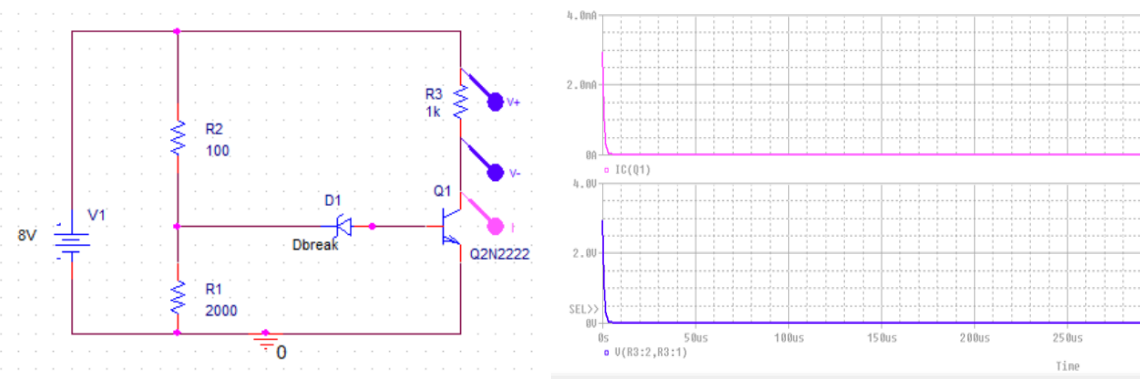 R3
1k
V+
R2
100
V-
Q1
D1
V1
8V
I
Dbreak
Q2N2222
R1
2000
0
4.0mA
2.0mA
0A
IC(Q1)
4.0V
2.0V
SEL>>
0V
0s
50us
100us
150us
200us
250us
V(R3:2,R3:1)
Time